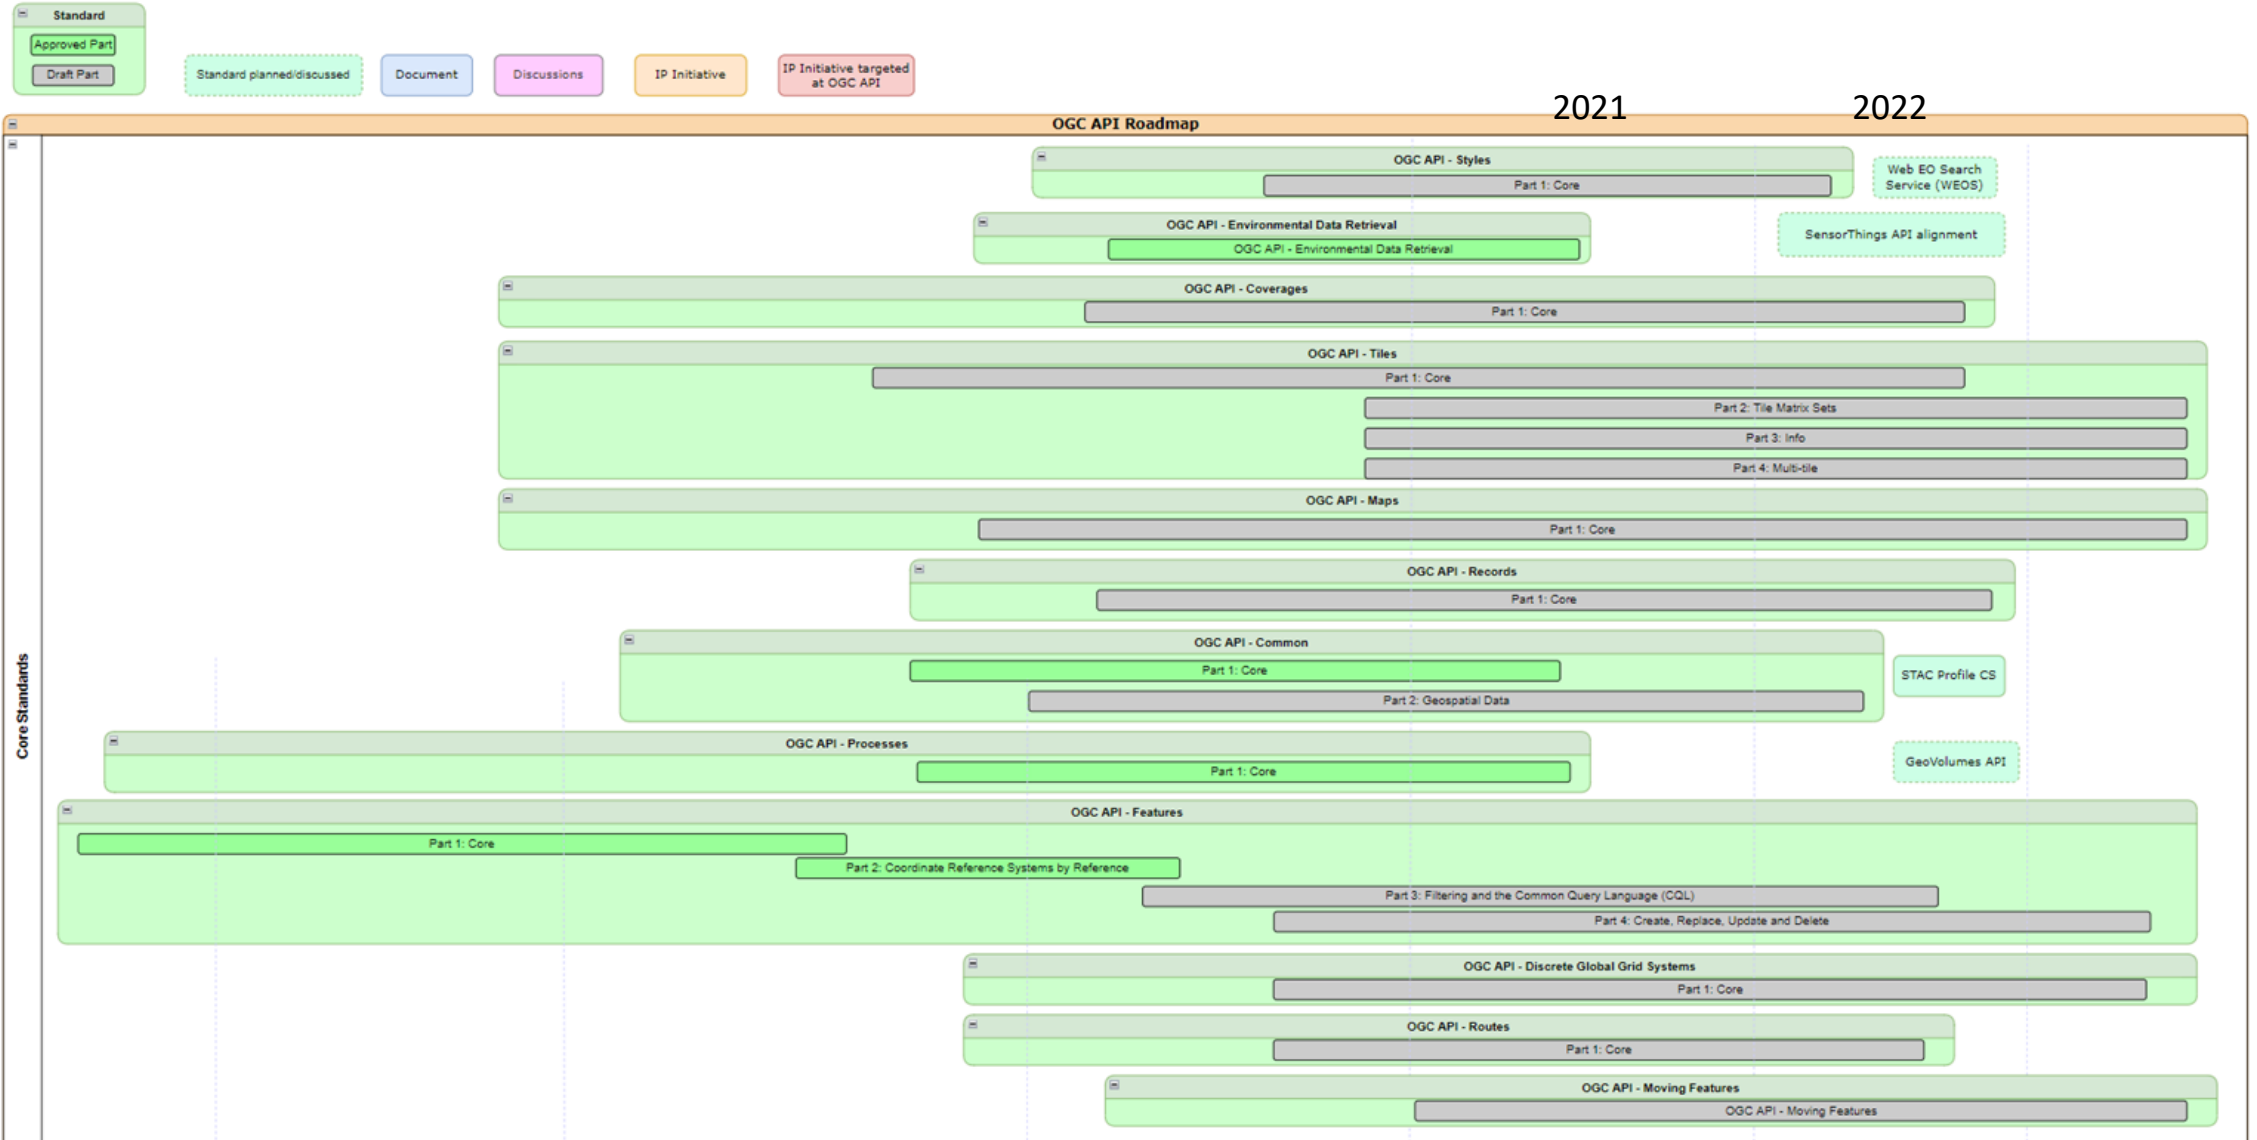 Standard
Approved Part
Draft Part
Standard planned/discussed
Document
Discussions
IP Initiative
IP Initiative targeted
at OGC API
2021
2022
OGC API Roadmap
Core Standards
OGC API - Styles
Part 1: Core
Web EO Search
Service (WEOS)
OGC API - Environmental Data Retrieval
OGC API - Environmental Data Retrieval
SensorThings API alignment
OGC API - Coverages
Part 1: Core
OGC API - Tiles
Part 1: Core
Part 2: Tile Matrix Sets
Part 3: Info
Part 4: Multi-tile
OGC API - Maps
Part 1: Core
OGC API - Records
Part 1: Core
OGC API - Common
Part 1: Core
Part 2: Geospatial Data
STAC Profile CS
OGC API - Processes
Part 1: Core
GeoVolumes API
OGC API - Features
Part 1: Core
Part 2: Coordinate Reference Systems by Reference
Part 3: Filtering and the Common Query Language (CQL)
Part 4: Create, Replace, Update and Delete
OGC API - Discrete Global Grid Systems
Part 1: Core
OGC API - Routes
Part 1: Core
OGC API - Moving Features
OGC API - Moving Features